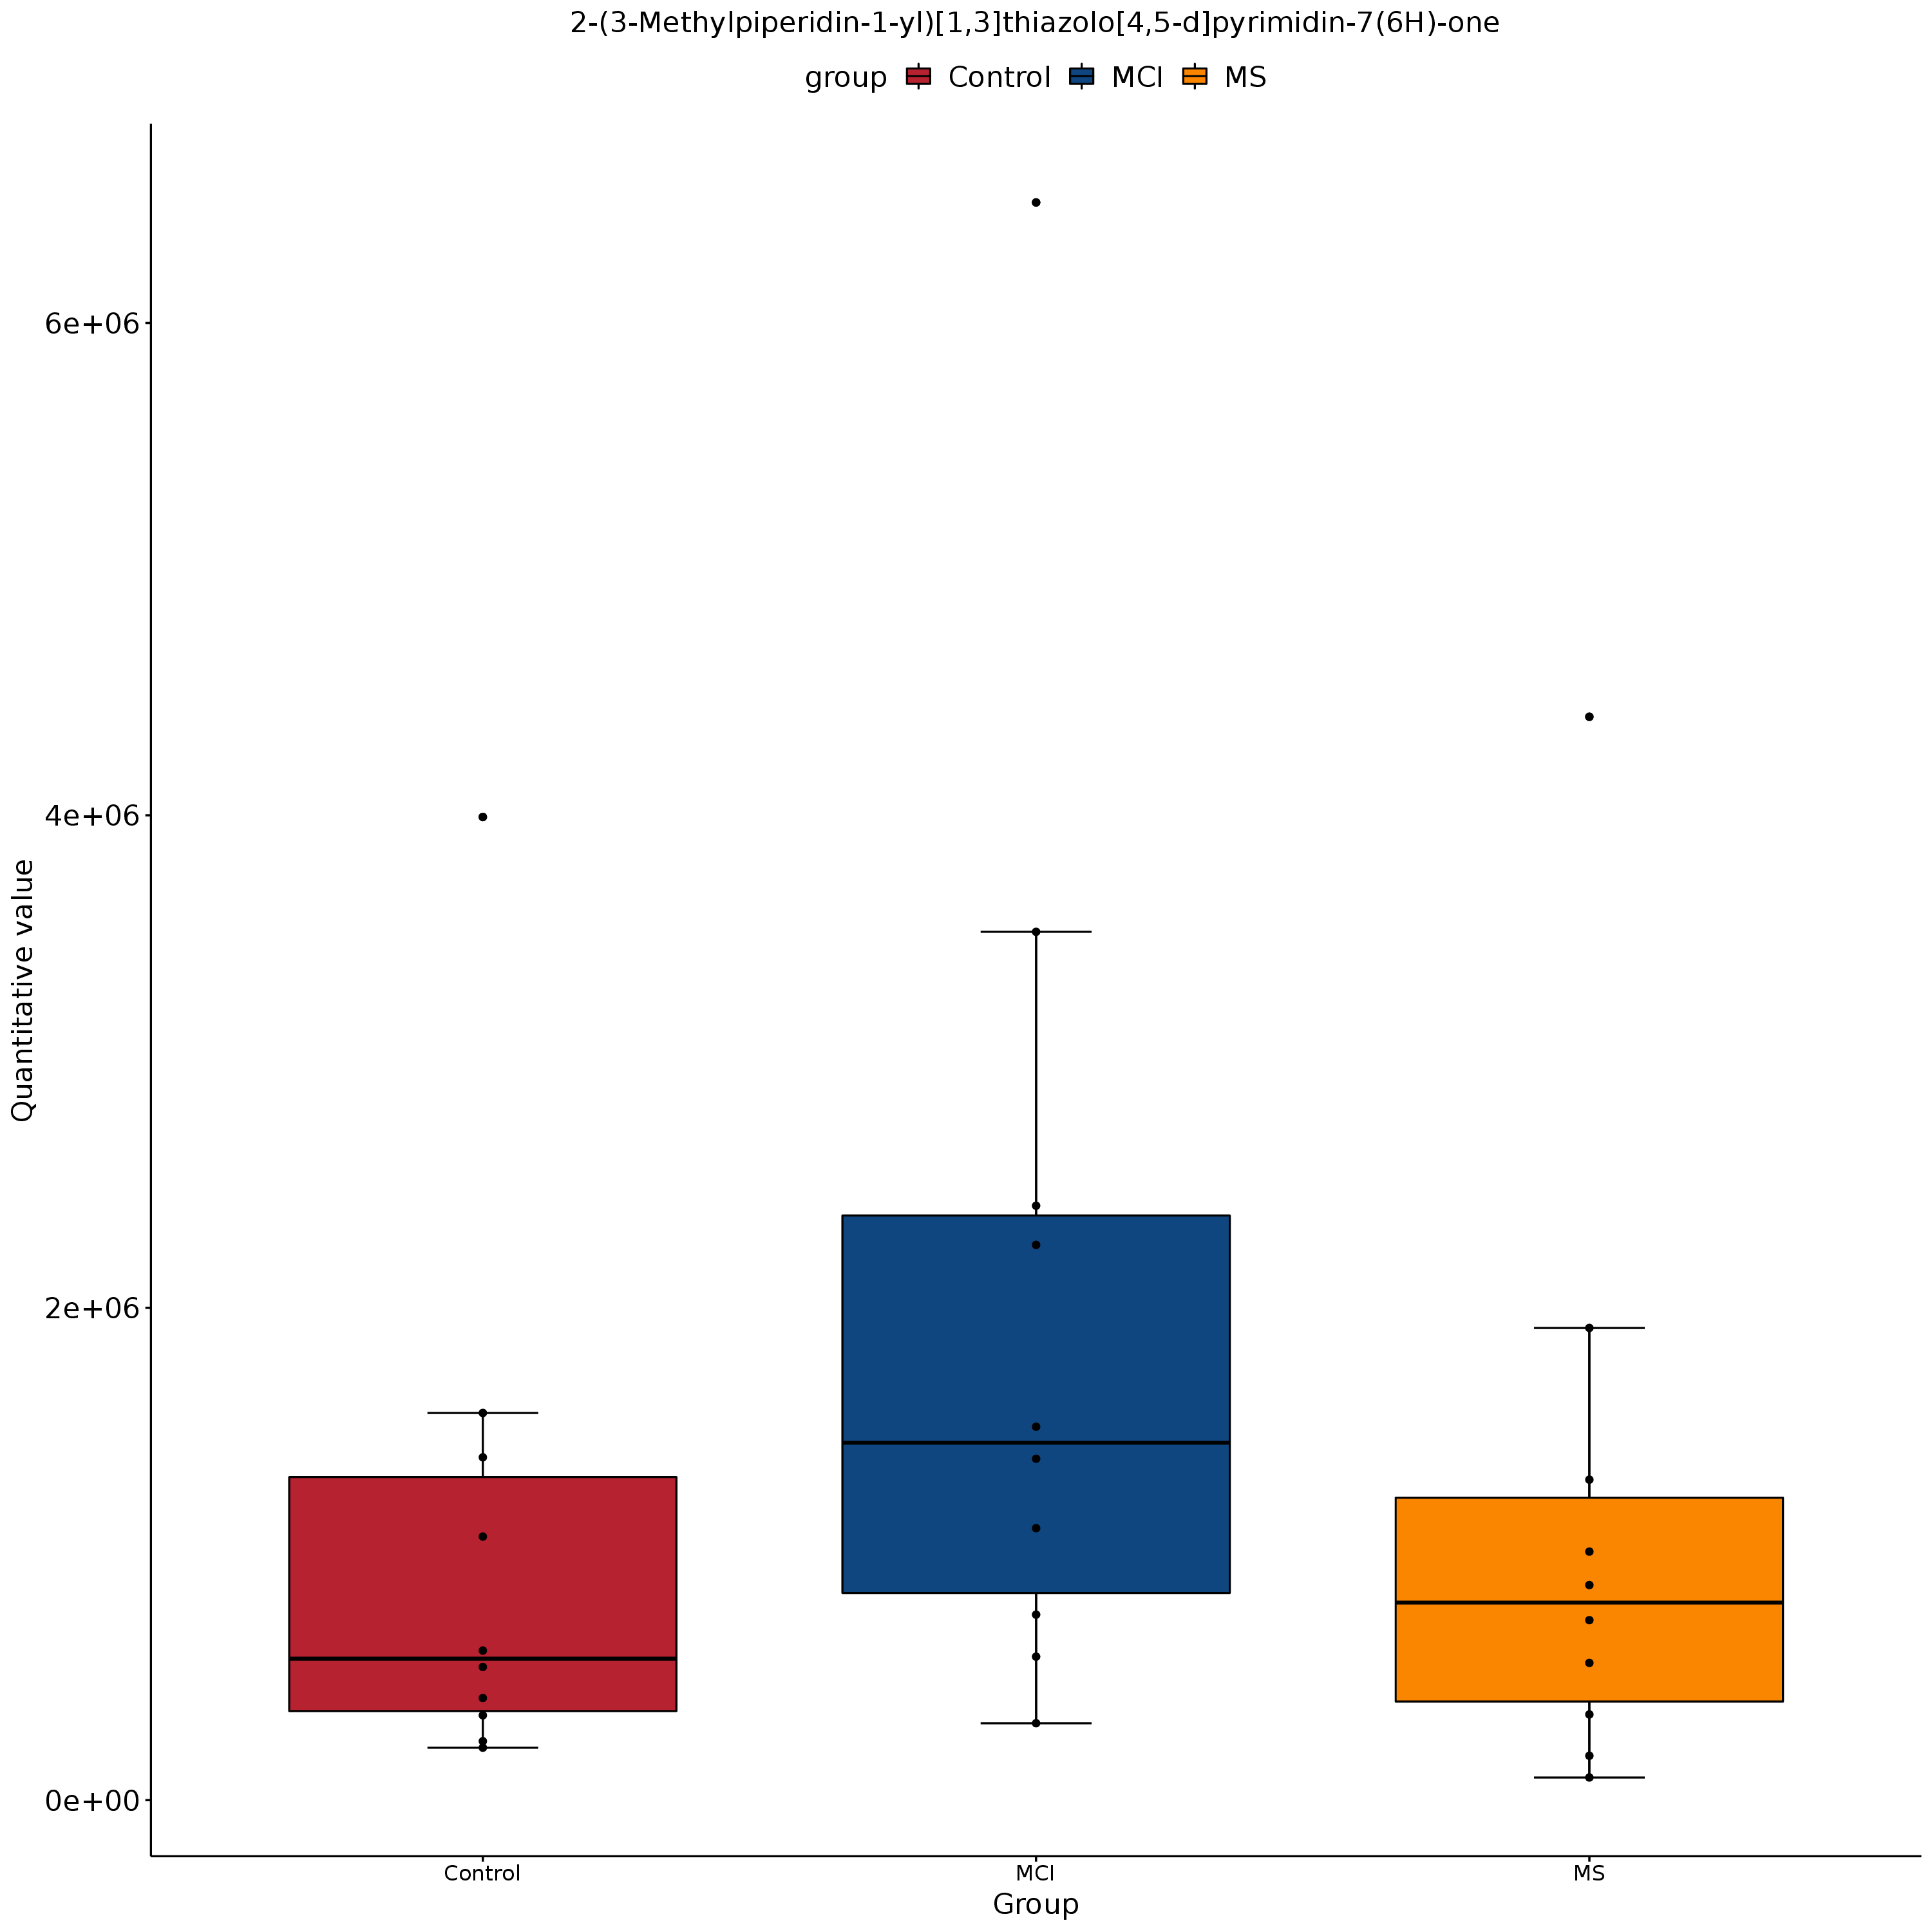 2-(3-Methylpiperidin-1-yl)[1,3]thiazolo[4,5-d]pyrimidin-7(6H)-one
group Control MCI MS
6e+06
4e+06
2e+06
0e+00
Quantitative value
Control MCI MS
Group